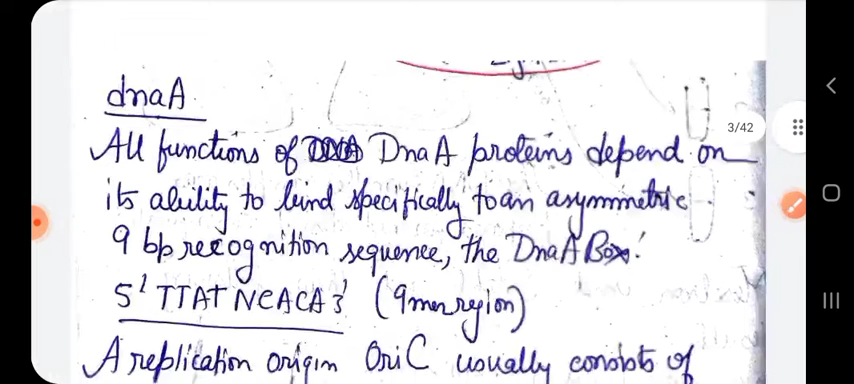 dnaA
3/42
All functions of DnaA proteins depend on
its ability to bind specifically to an asymmetric
9 bp recognition sequence, the DnaA Box.
5' TTAT NCACA 3' (9mer region)
A replication origin OriC usually consists of